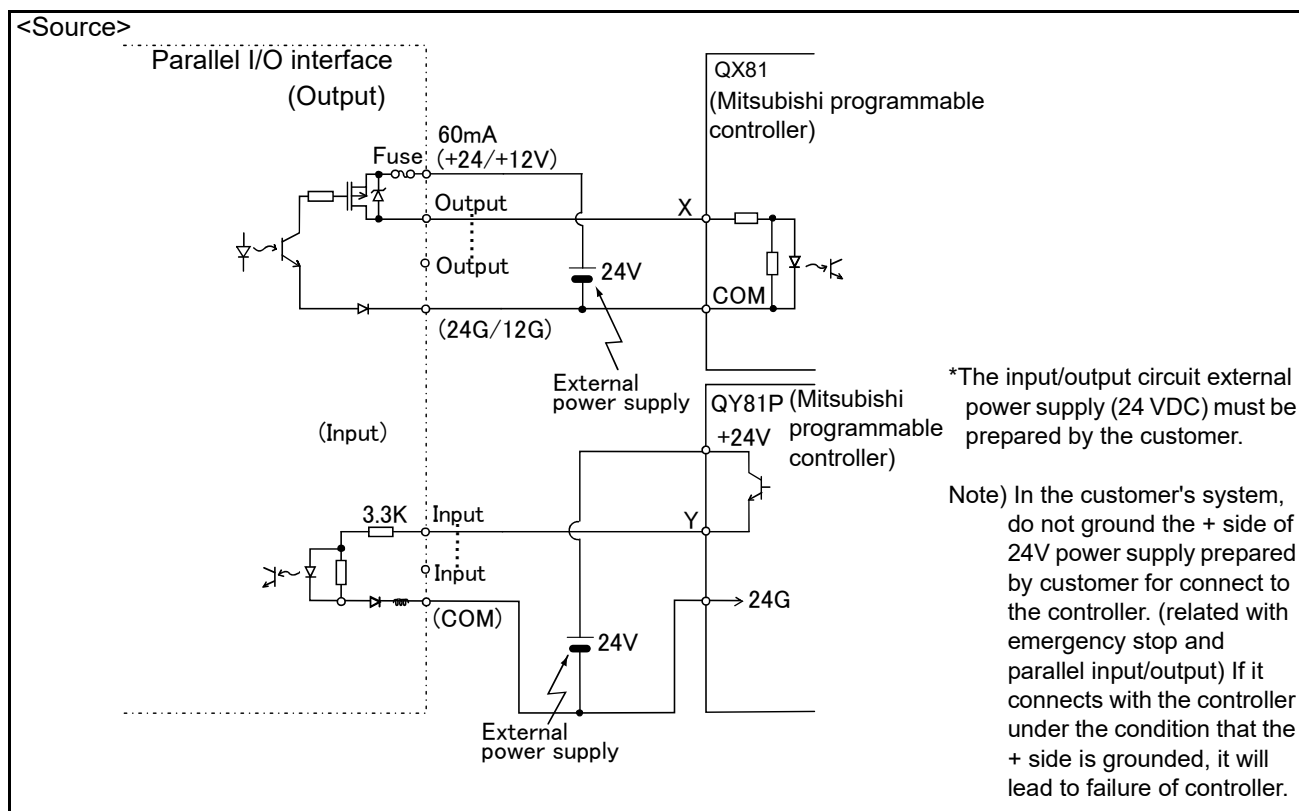 <Source>
Parallel I/O interface
(Output)
QX81
(Mitsubishi programmable
controller)
60mA
Fuse
(+24/+12V)
Output
X
Output
24V
COM
(24G/12G)
External
power supply
QY81P (Mitsubishi
programmable
controller)
+24V
(Input)
3.3K
Input
Y
Input
(COM)
24G
24V
External
power supply
*The input/output circuit external
power supply (24 VDC) must be
prepared by the customer.
Note) In the customer's system,
do not ground the + side of
24V power supply prepared
by customer for connect to
the controller. (related with
emergency stop and
parallel input/output) If it
connects with the controller
under the condition that the
+ side is grounded, it will
lead to failure of controller.